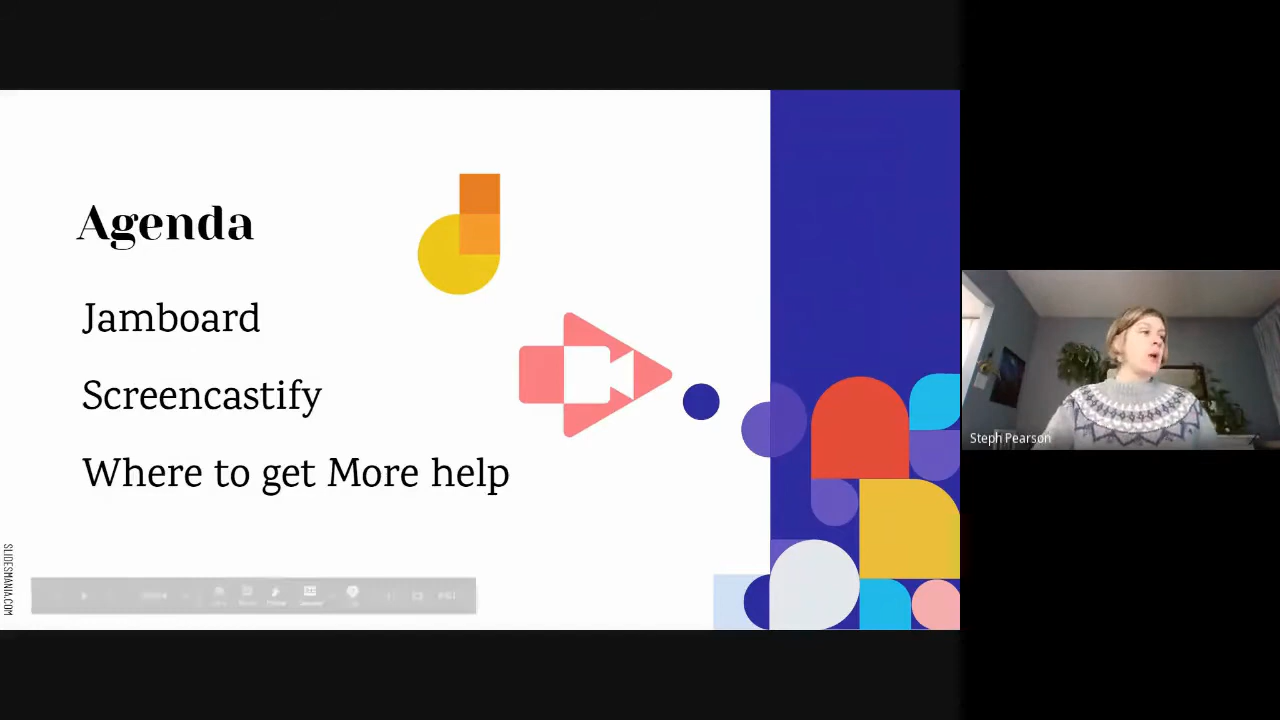 Agenda
Jamboard
Screencastify
Where to get More help
SLIDESMANIA.COM
Steph Pearson